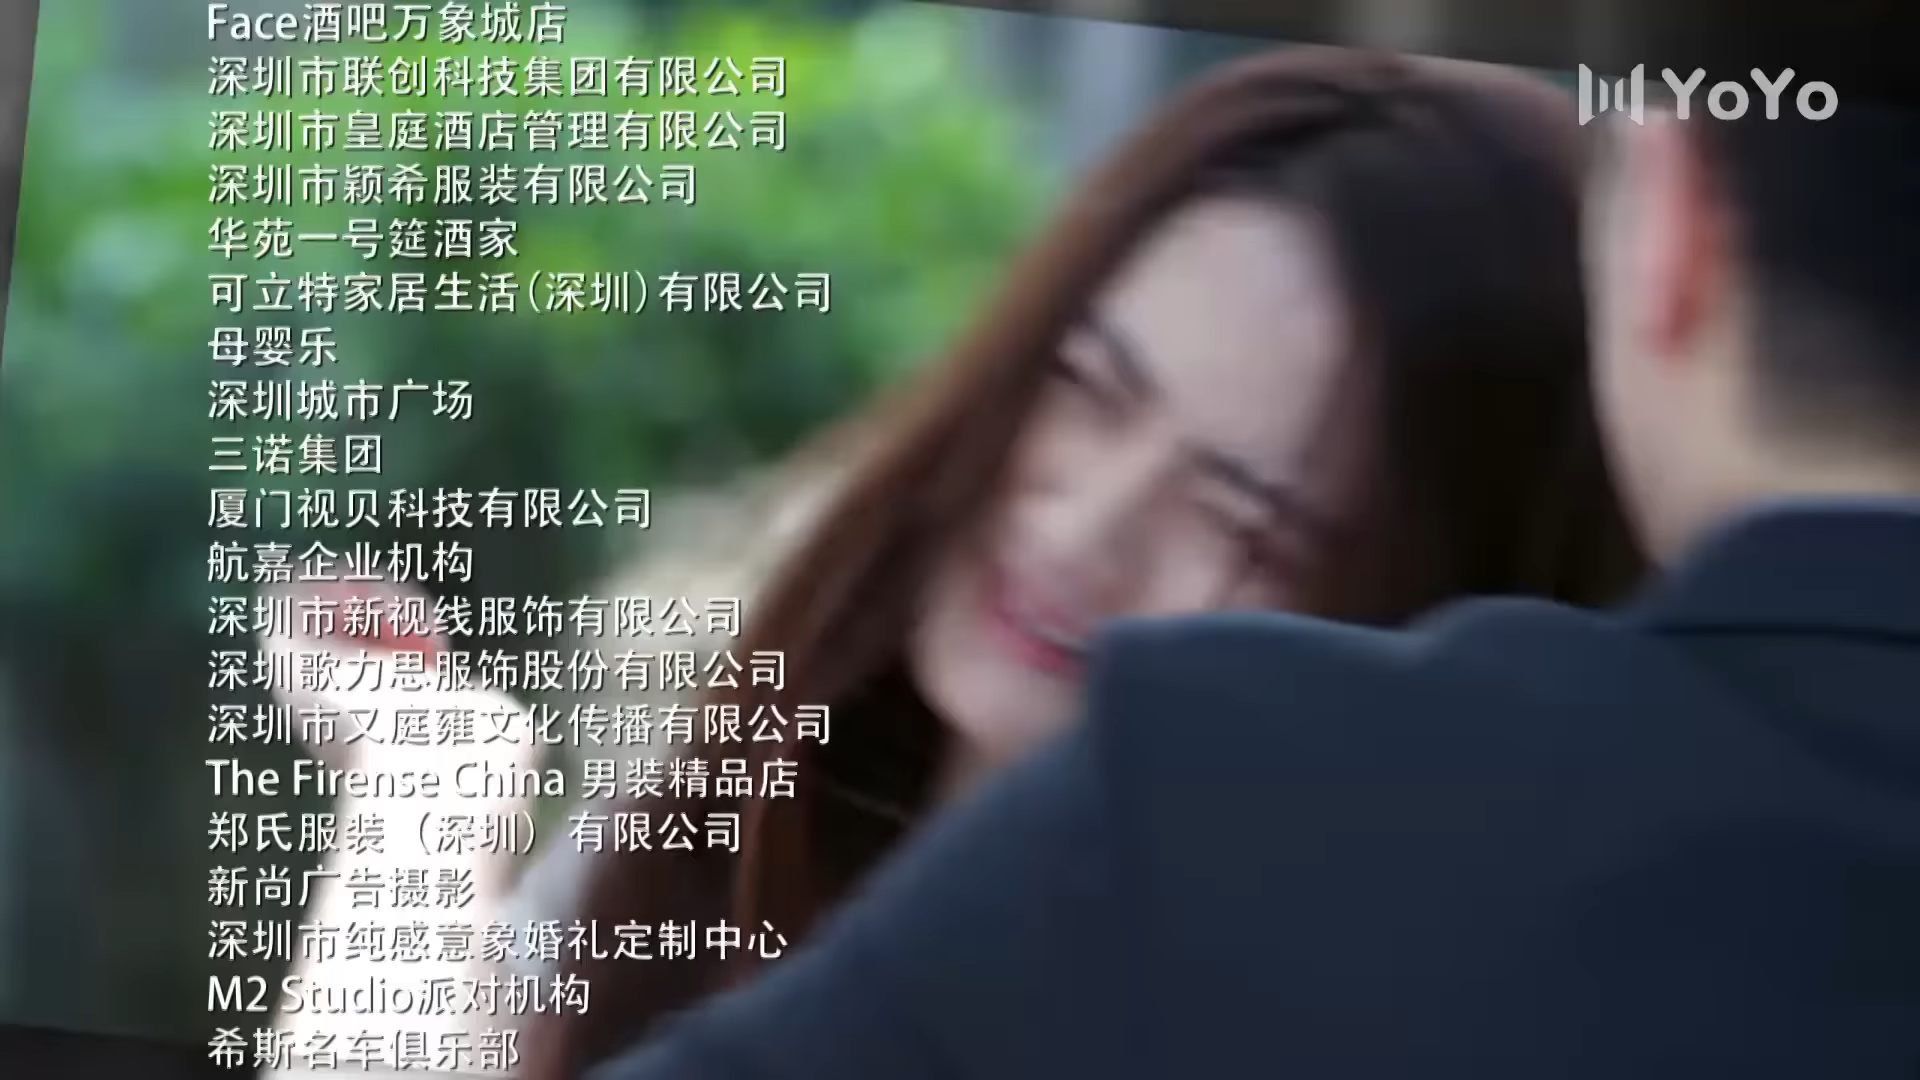 Face酒吧万象城店
深圳市联创科技集团有限公司
深圳市皇庭酒店管理有限公司
深圳市颖希服装有限公司
华苑一号筵酒家
可立特家居生活(深圳)有限公司
母婴乐
深圳城市广场
三诺集团
厦门视贝科技有限公司
航嘉企业机构
深圳市新视线服饰有限公司
深圳歌力思服饰股份有限公司
深圳市又庭雍文化传播有限公司
The Firense China 男装精品店
郑氏服装（深圳）有限公司
新尚广告摄影
深圳市纯感意象婚礼定制中心
M2 Studio派对机构
希斯名车俱乐部
YoYo